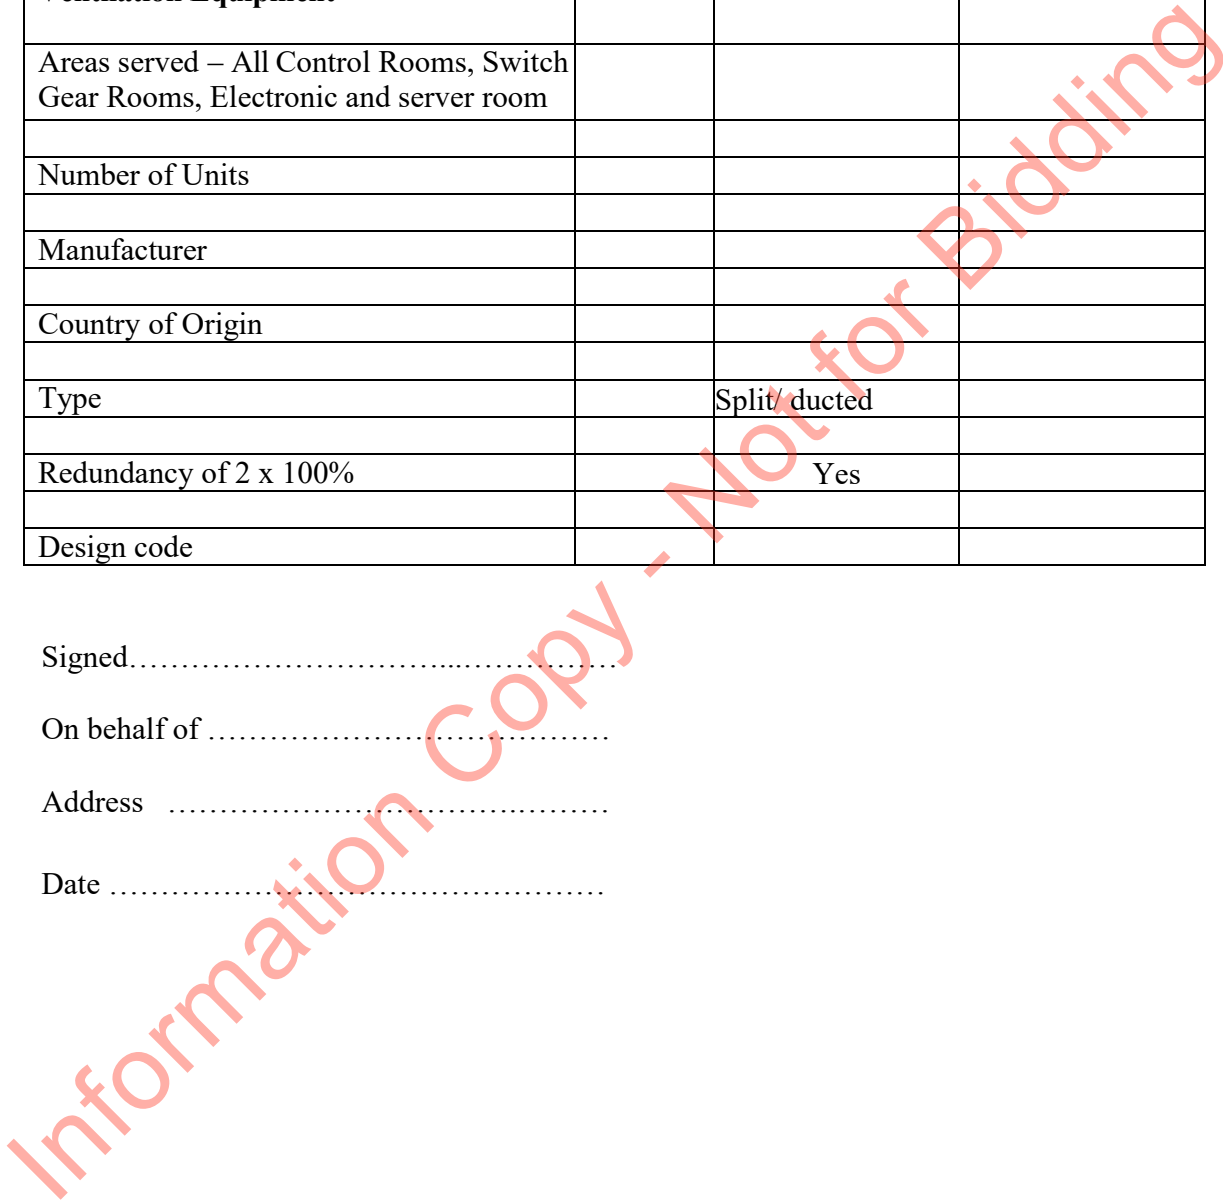 Ventilation Equipment
Areas served – All Control Rooms, Switch
Gear Rooms, Electronic and server room
Number of Units
Manufacturer
Country of Origin
Type Split/ ducted
Redundancy of 2 x 100% Yes
Design code
Signed…………………………...……………
On behalf of …………………………………
Address …………………………….………
Date …………………………………………
Information Copy - Not for Bidding